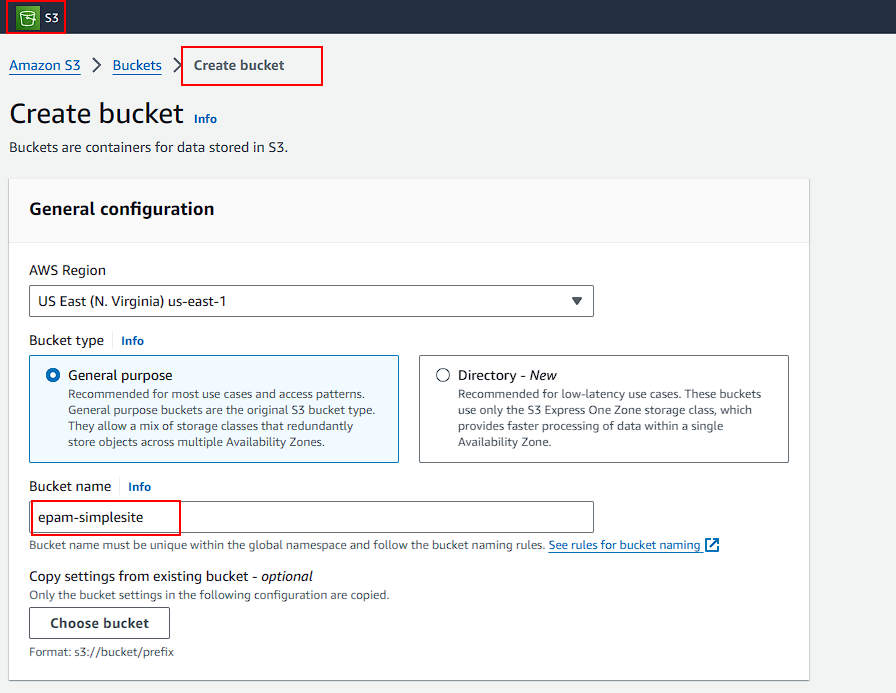 S3
Amazon S3 > Buckets > Create bucket
Create bucket Info
Buckets are containers for data stored in S3.
General configuration
AWS Region
US East (N. Virginia) us-east-1
Bucket type Info
General purpose
Recommended for most use cases and access patterns.
General purpose buckets are the original S3 bucket type.
They allow a mix of storage classes that redundantly
store objects across multiple Availability Zones.
Directory - New
Recommended for low-latency use cases. These buckets
use only the S3 Express One Zone storage class, which
provides faster processing of data within a single
Availability Zone.
Bucket name Info
epam-simplesite
Bucket name must be unique within the global namespace and follow the bucket naming rules. See rules for bucket naming
Copy settings from existing bucket - optional
Only the bucket settings in the following configuration are copied.
Choose bucket
Format: s3://bucket/prefix